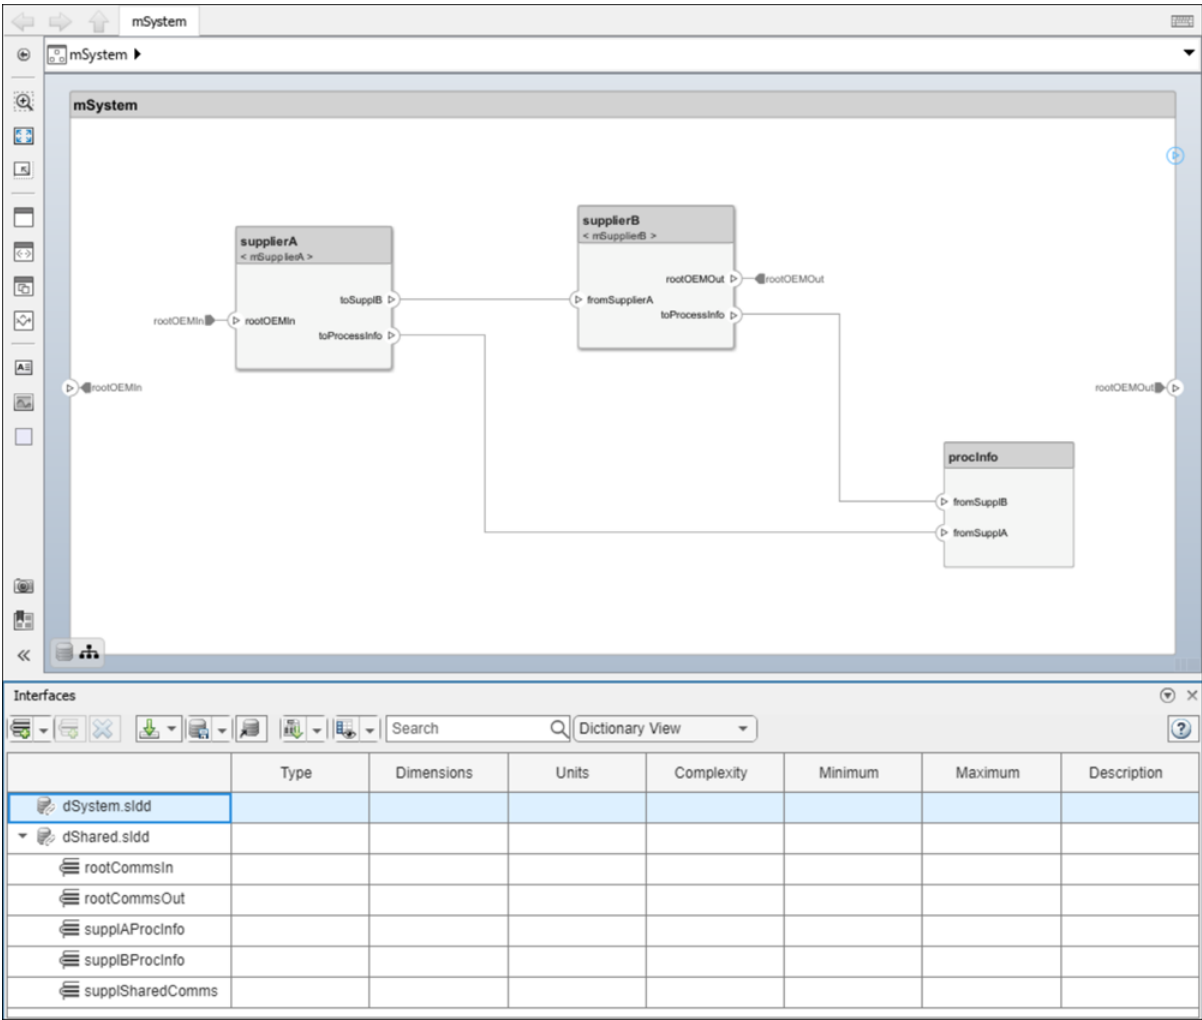 mSystem
mSystem
mSystem
supplierB
< mSupplierB >
supplierA
< mSupplierA >
rootOEMOut
rootOEMOut
toSupplB
fromSupplierA
rootOEMIn
rootOEMIn
toProcessInfo
toProcessInfo
rootOEMIn
rootOEMOut
procInfo
fromSupplB
fromSupplA
Interfaces
Search
Dictionary View
?
Type Dimensions Units Complexity Minimum Maximum Description
dSystem.sldd
dShared.sldd
rootCommsIn
rootCommsOut
supplAProcInfo
supplBProcInfo
supplSharedComms